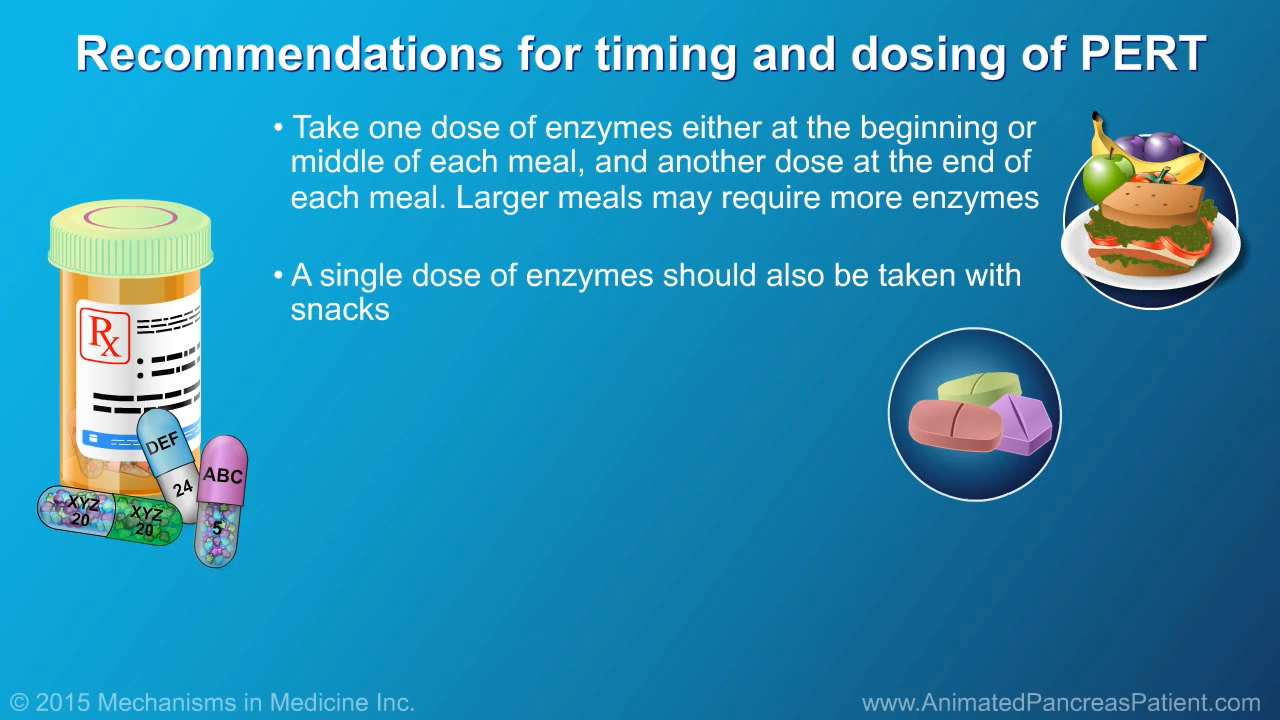 Recommendations for timing and dosing of PERT
• Take one dose of enzymes either at the beginning or
middle of each meal, and another dose at the end of
each meal. Larger meals may require more enzymes
• A single dose of enzymes should also be taken with
snacks
Rx
DEF
24
ABC
5
XYZ
20
XYZ
20
© 2015 Mechanisms in Medicine Inc.
www.AnimatedPancreasPatient.com